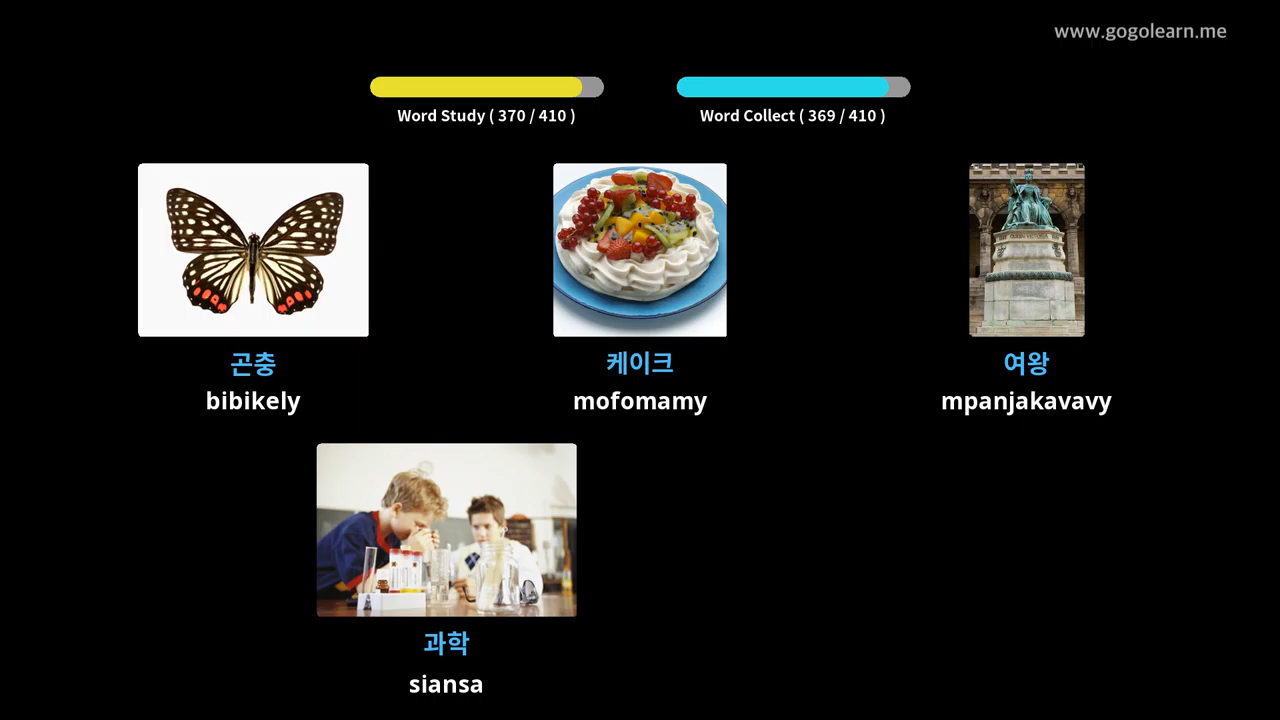 www.gogolearn.me
Word Study ( 370 / 410 )
Word Collect ( 369 / 410 )
곤충
bibikely
케이크
mofomamy
여왕
mpanjakavavy
과학
siansa